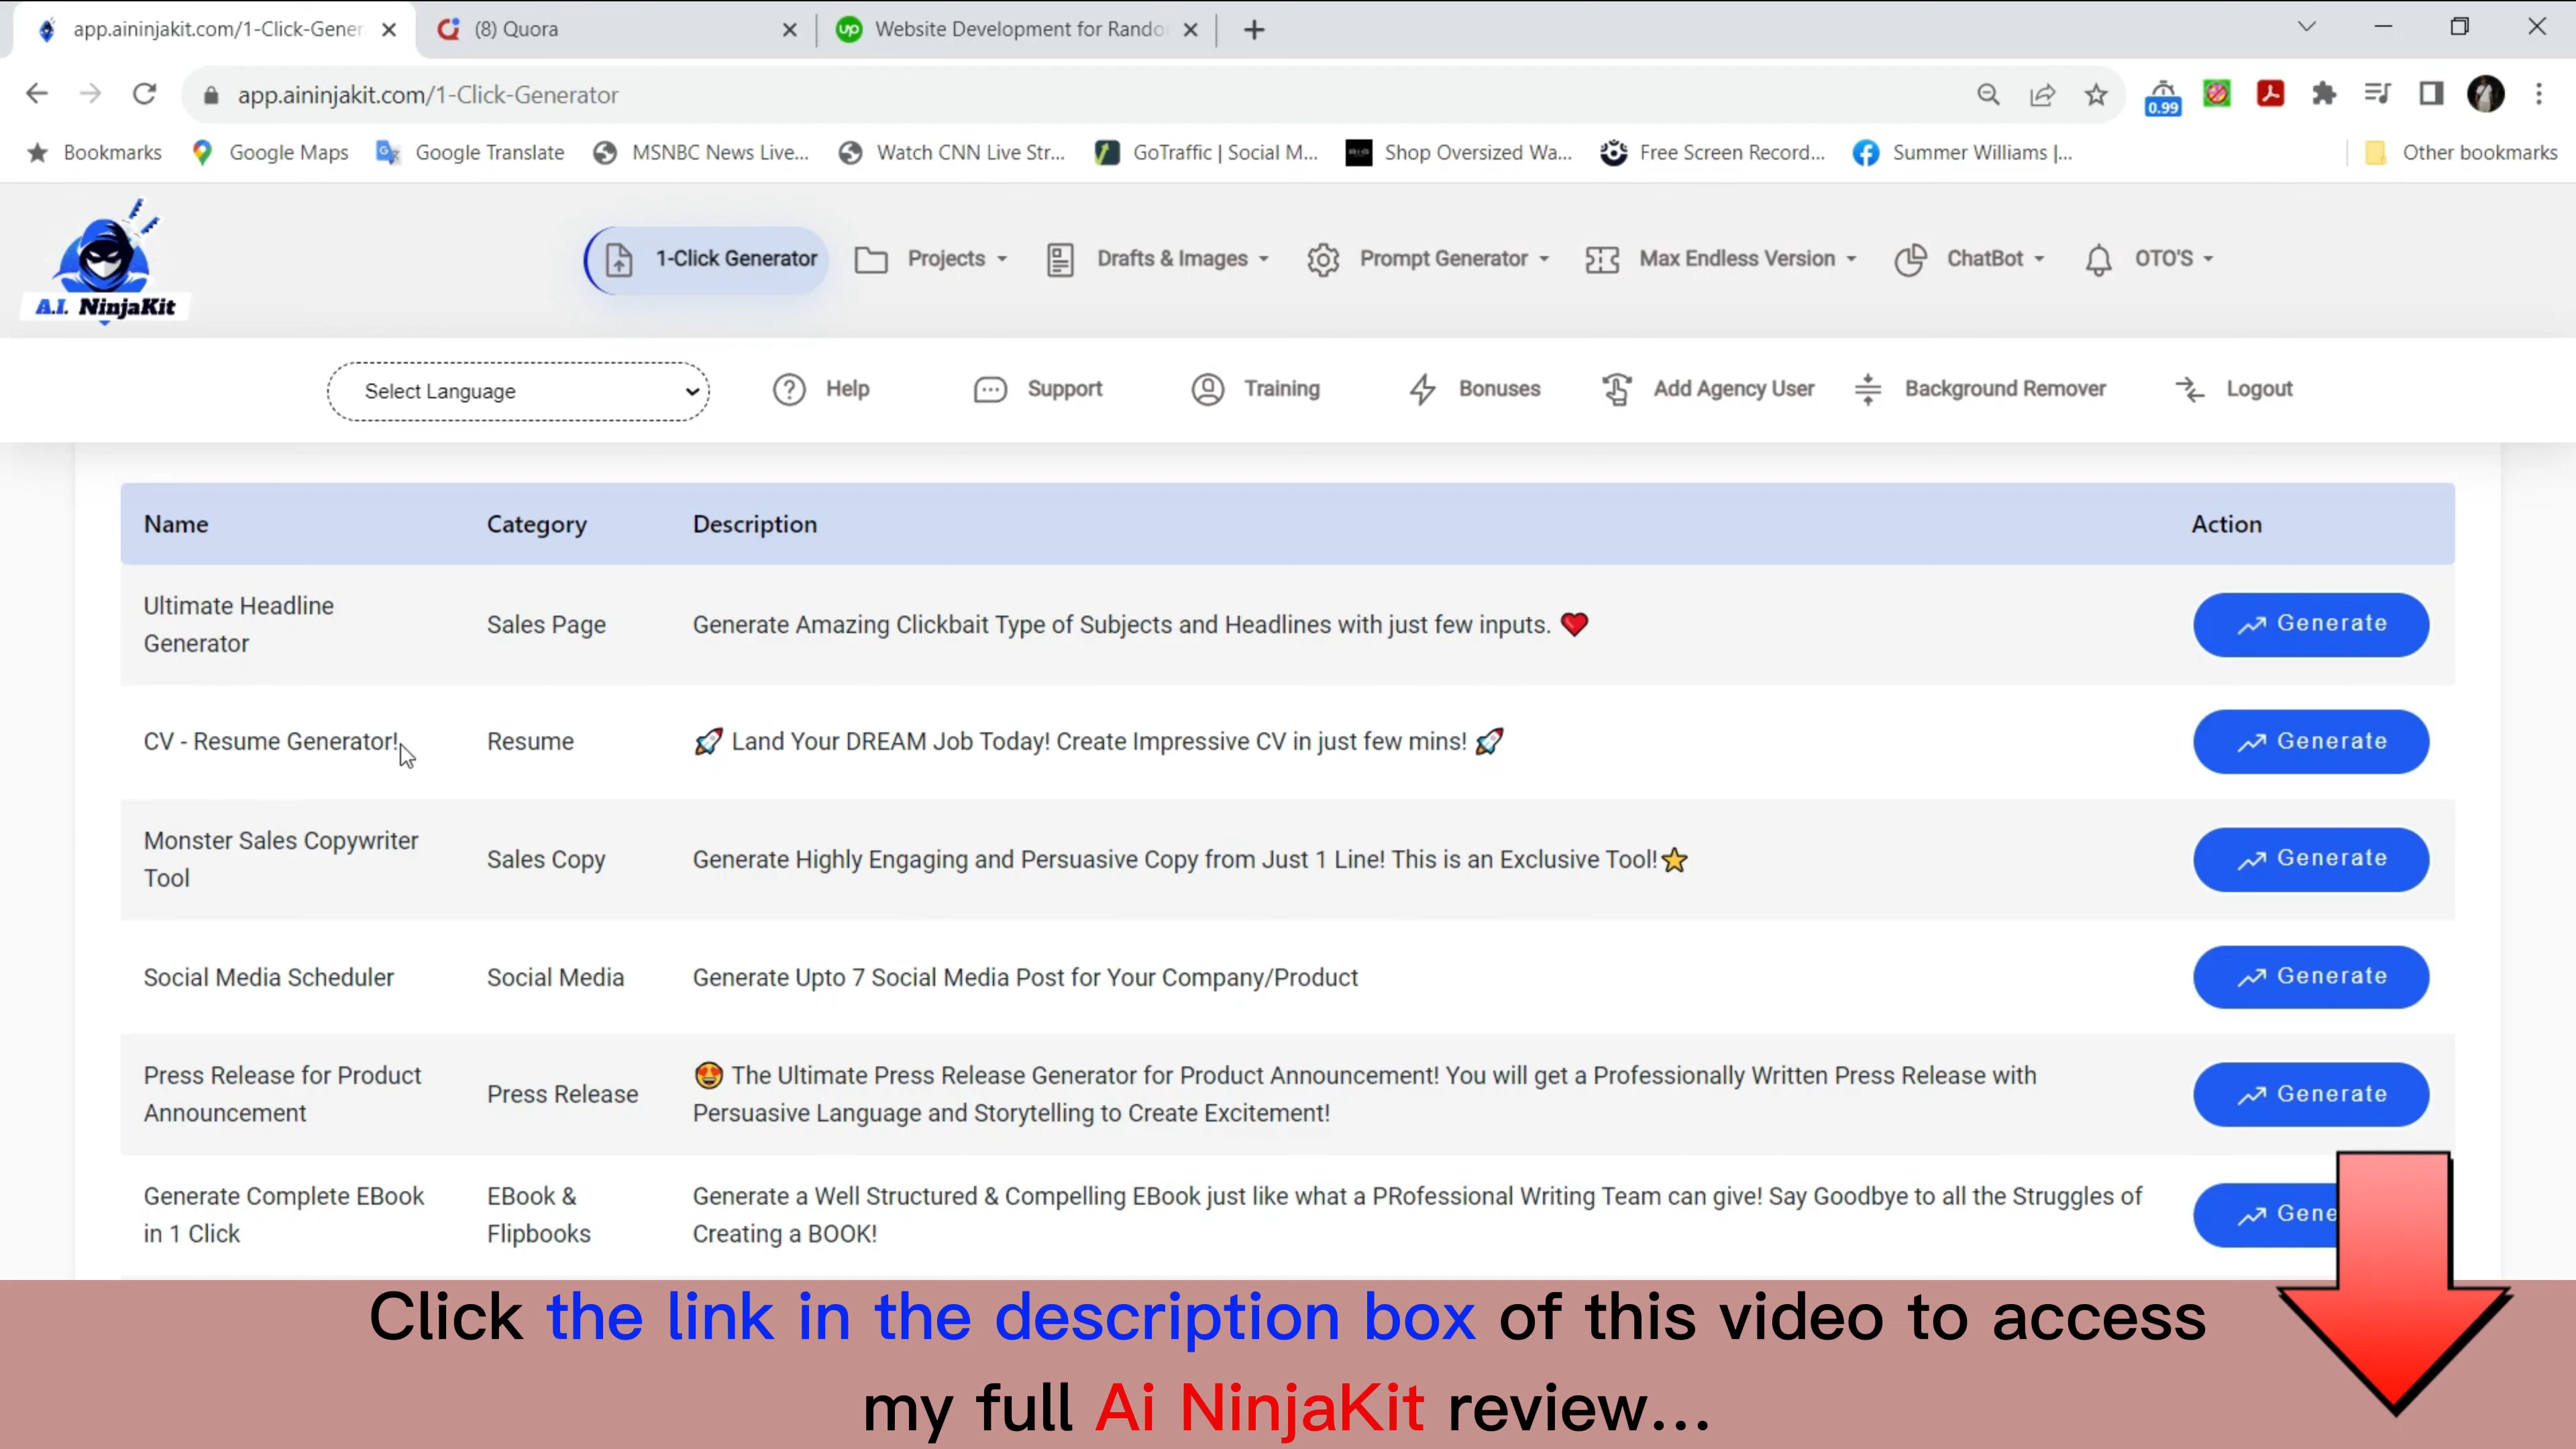 app.aininjakit.com/1-Click-Gener
(8) Quora
Website Development for Rando
app.aininjakit.com/1-Click-Generator
0.99
Bookmarks
Google Maps
Google Translate
MSNBC News Live...
Watch CNN Live Str...
GoTraffic | Social M...
Shop Oversized Wa...
Free Screen Record...
Summer Williams |...
Other bookmarks
A.I. NinjaKit
1-Click Generator
Projects
Drafts & Images
Prompt Generator
Max Endless Version
ChatBot
OTO'S
Select Language
Help
Support
Training
Bonuses
Add Agency User
Background Remover
Logout
Name Category Description Action
Ultimate Headline
Generator
Sales Page
Generate Amazing Clickbait Type of Subjects and Headlines with just few inputs. ❤️
Generate
CV - Resume Generator!
Resume
🚀 Land Your DREAM Job Today! Create Impressive CV in just few mins! 🚀
Generate
Monster Sales Copywriter
Tool
Sales Copy
Generate Highly Engaging and Persuasive Copy from Just 1 Line! This is an Exclusive Tool!⭐
Generate
Social Media Scheduler
Social Media
Generate Upto 7 Social Media Post for Your Company/Product
Generate
Press Release for Product
Announcement
Press Release
😍 The Ultimate Press Release Generator for Product Announcement! You will get a Professionally Written Press Release with
Persuasive Language and Storytelling to Create Excitement!
Generate
Generate Complete EBook
in 1 Click
EBook &
Flipbooks
Generate a Well Structured & Compelling EBook just like what a PRofessional Writing Team can give! Say Goodbye to all the Struggles of
Creating a BOOK!
Gene
Click the link in the description box of this video to access
my full Ai NinjaKit review...